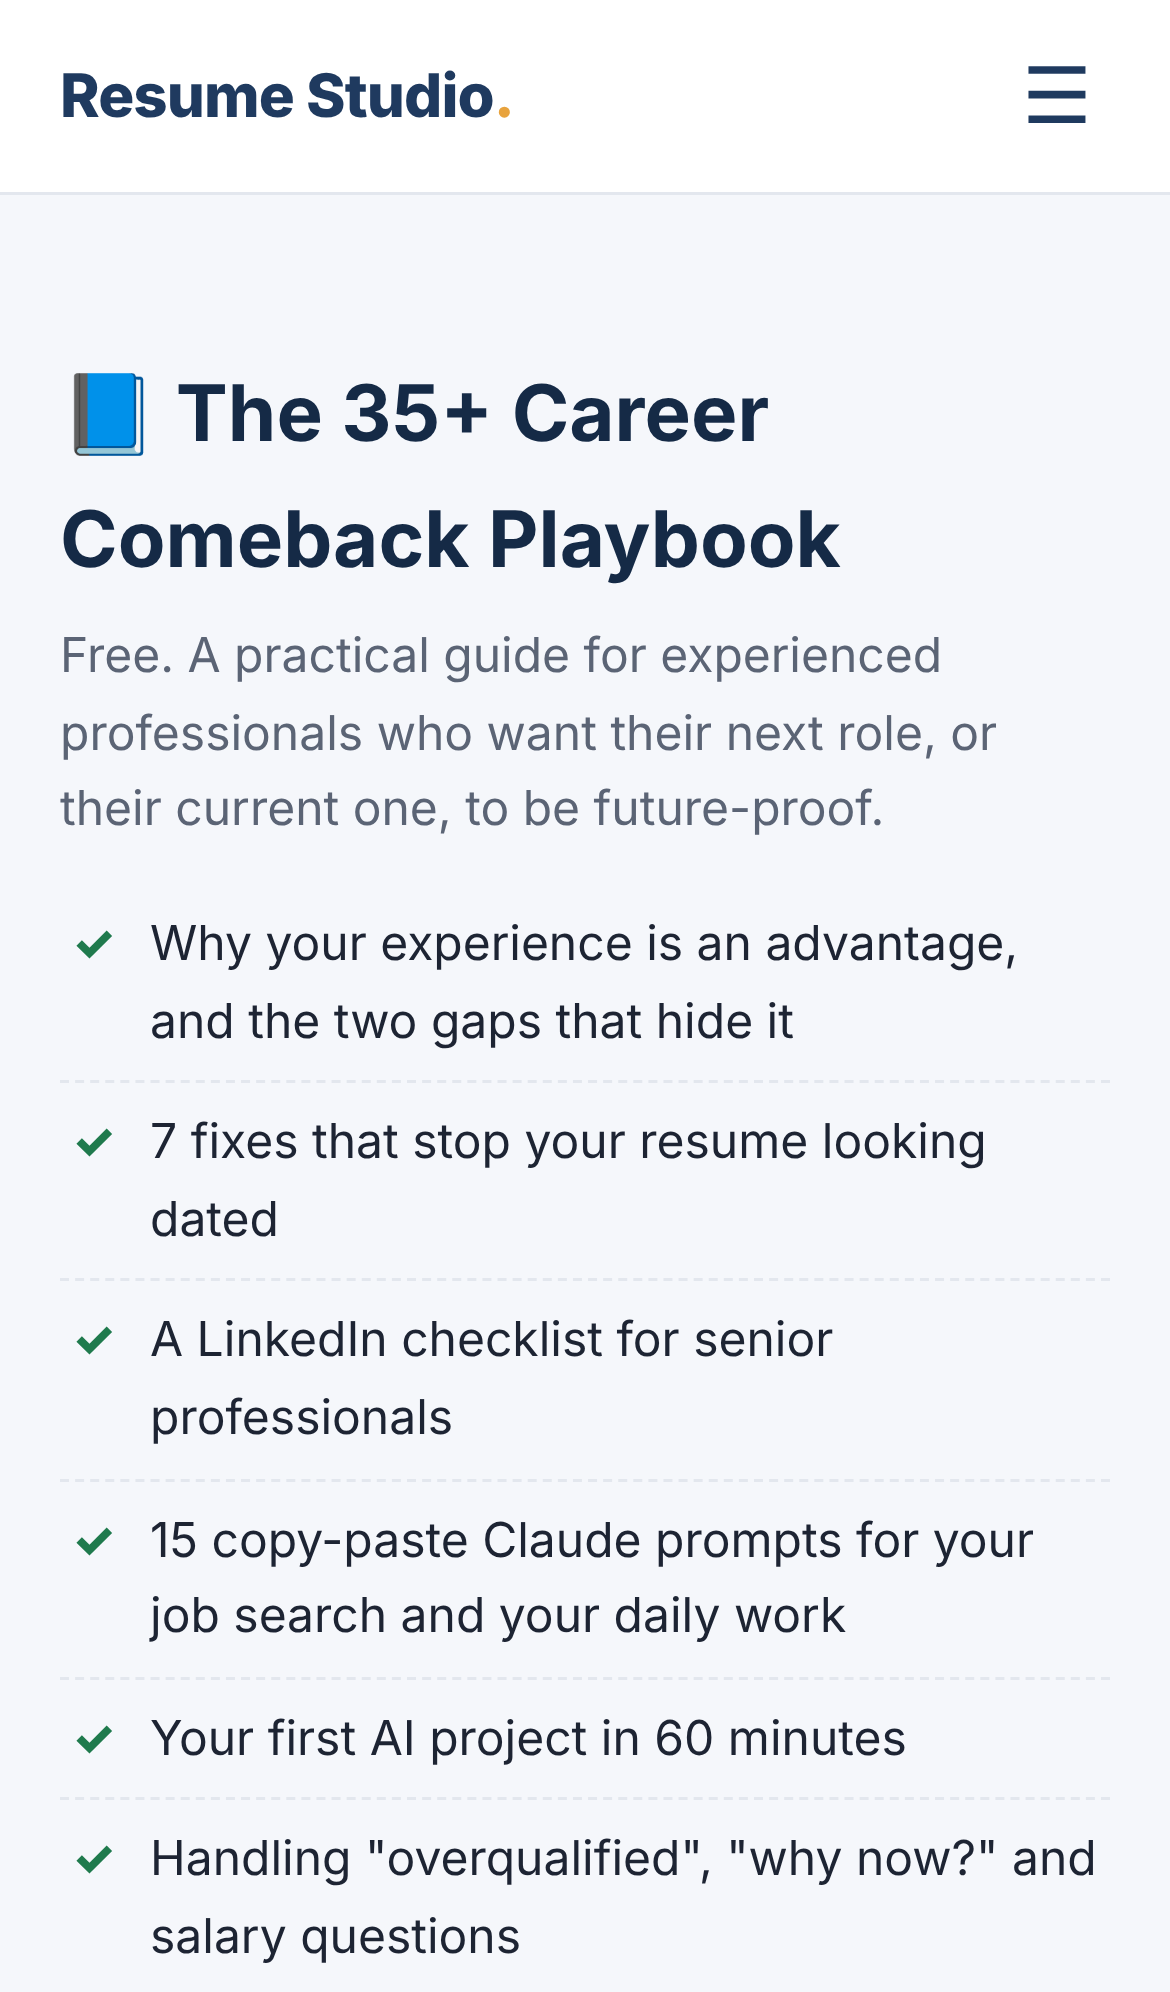 Resume Studio.
The 35+ Career
Comeback Playbook
Free. A practical guide for experienced
professionals who want their next role, or
their current one, to be future-proof.
Why your experience is an advantage,
and the two gaps that hide it
7 fixes that stop your resume looking
dated
A LinkedIn checklist for senior
professionals
15 copy-paste Claude prompts for your
job search and your daily work
Your first AI project in 60 minutes
Handling "overqualified", "why now?" and
salary questions